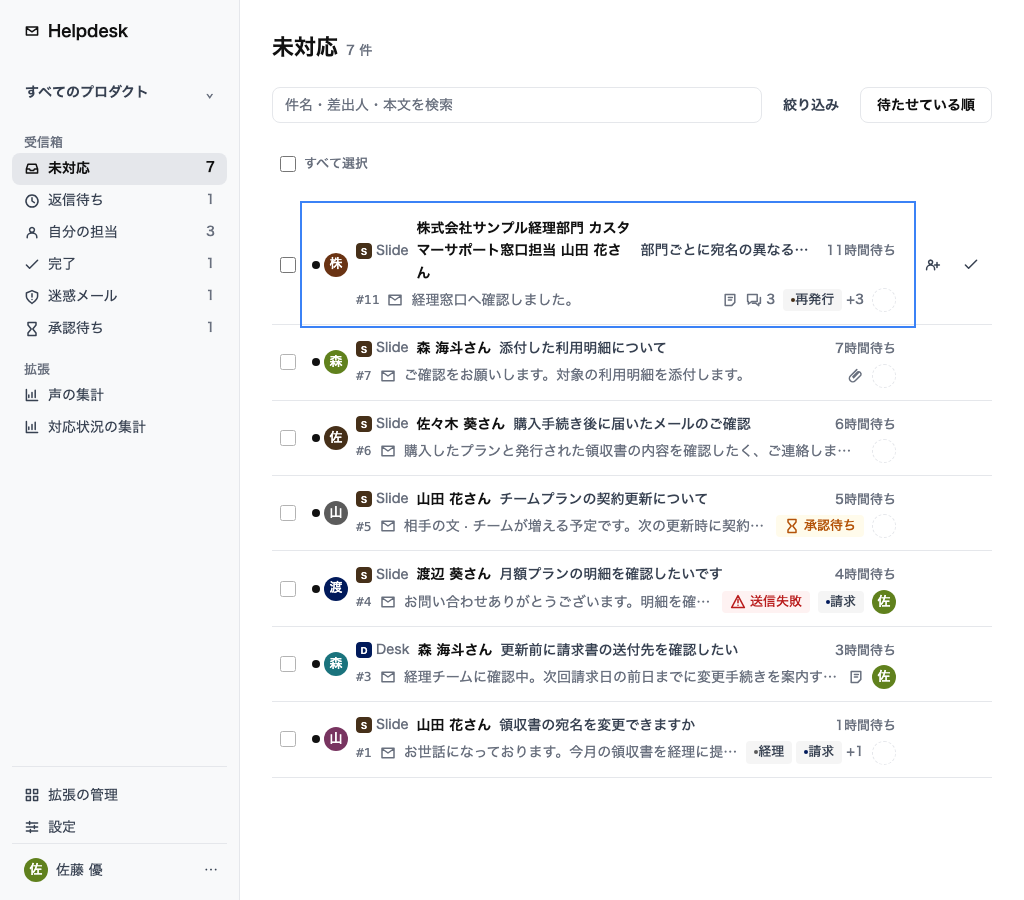 Helpdesk
すべてのプロダクト
受信箱
未対応 7
返信待ち 1
自分の担当 3
完了 1
迷惑メール 1
承認待ち 1
拡張
声の集計
対応状況の集計
拡張の管理
設定
佐 佐藤 優 …
未対応 7 件
件名・差出人・本文を検索 絞り込み 待たせている順
すべて選択
株 S Slide 株式会社サンプル経理部門 カスタ
マーサポート窓口担当 山田 花さ
ん
部門ごとに宛名の異なる… 11時間待ち
#11 経理窓口へ確認しました。 3 •再発行 +3
森 S Slide 森 海斗さん 添付した利用明細について 7時間待ち
#7 ご確認をお願いします。対象の利用明細を添付します。
佐 S Slide 佐々木 葵さん 購入手続き後に届いたメールのご確認 6時間待ち
#6 購入したプランと発行された領収書の内容を確認したく、ご連絡しま…
山 S Slide 山田 花さん チームプランの契約更新について 5時間待ち
#5 相手の文 · チームが増える予定です。次の更新時に契約… 承認待ち
渡 S Slide 渡辺 葵さん 月額プランの明細を確認したいです 4時間待ち
#4 お問い合わせありがとうございます。明細を確… 送信失敗 •請求 佐
森 D Desk 森 海斗さん 更新前に請求書の送付先を確認したい 3時間待ち
#3 経理チームに確認中。次回請求日の前日までに変更手続きを案内す… 佐
山 S Slide 山田 花さん 領収書の宛名を変更できますか 1時間待ち
#1 お世話になっております。今月の領収書を経理に提… •経理 •請求 +1